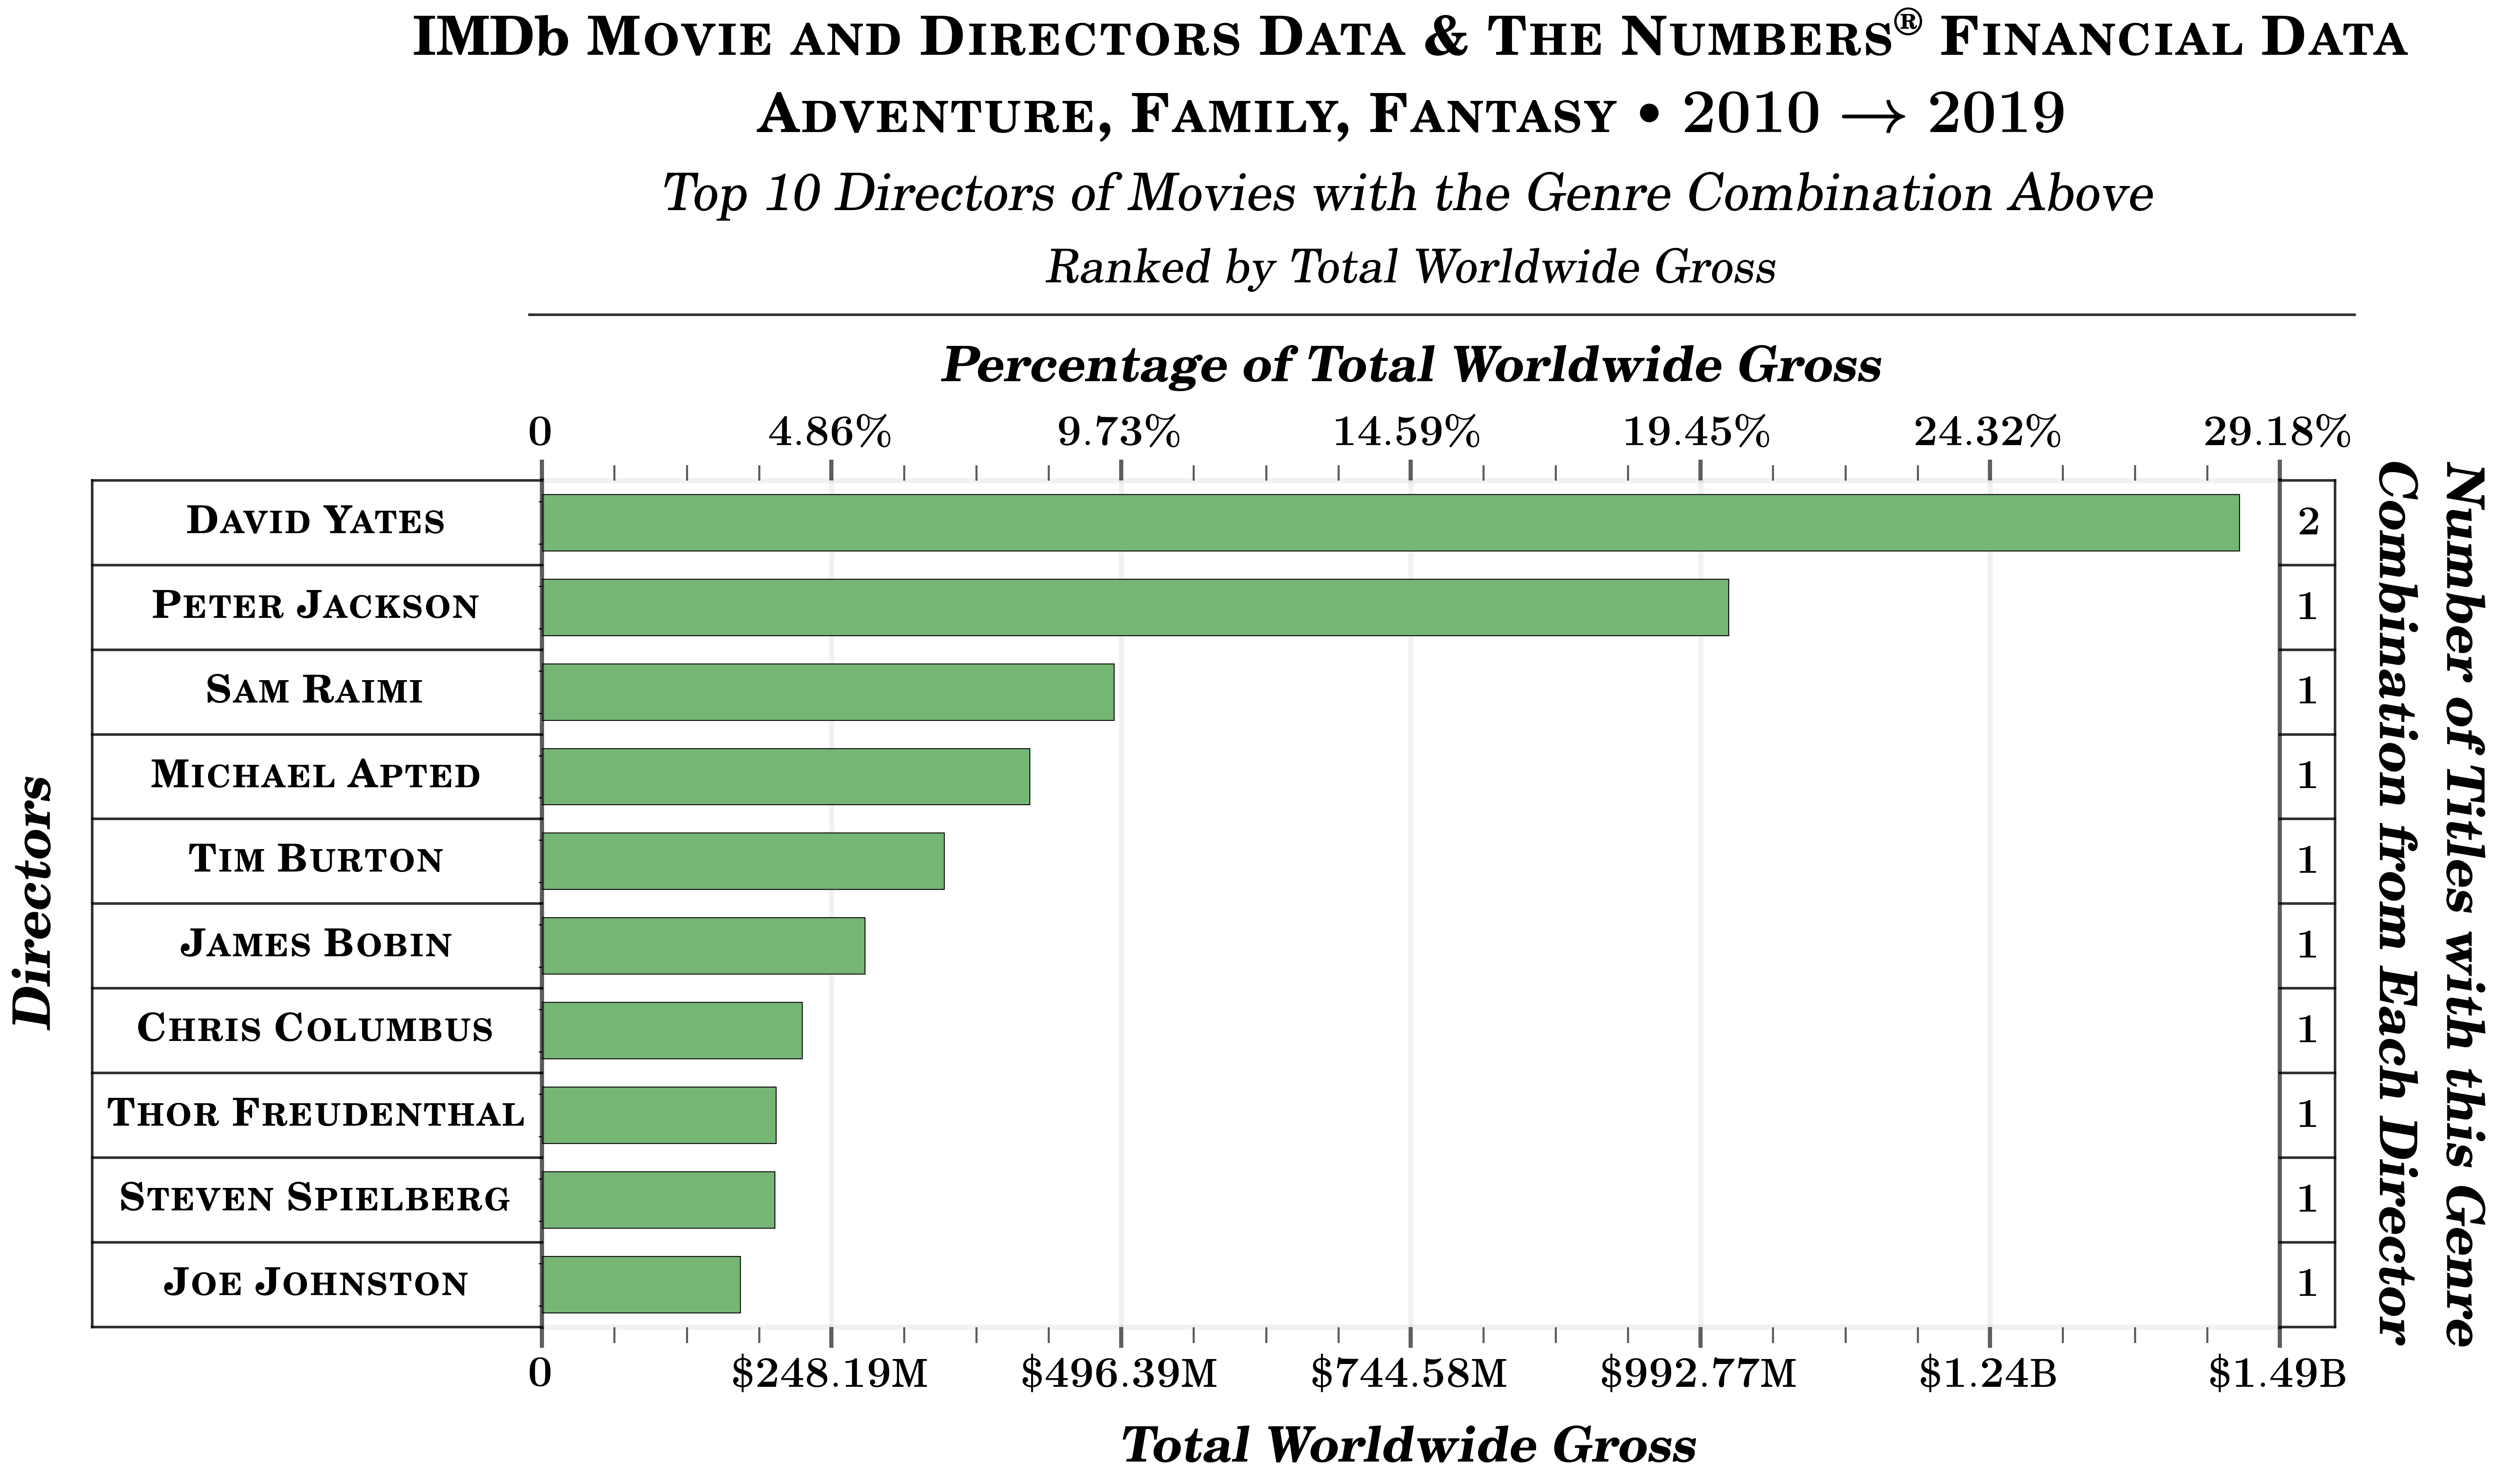 IMDb Movie and Directors Data & The Numbers® Financial Data
Adventure, Family, Fantasy • 2010 → 2019
Top 10 Directors of Movies with the Genre Combination Above
Ranked by Total Worldwide Gross
Percentage of Total Worldwide Gross
0 4.86% 9.73% 14.59% 19.45% 24.32% 29.18%
Directors
David Yates 2
Peter Jackson 1
Sam Raimi 1
Michael Apted 1
Tim Burton 1
James Bobin 1
Chris Columbus 1
Thor Freudenthal 1
Steven Spielberg 1
Joe Johnston 1
Number of Titles with this Genre
Combination from Each Director
0 $248.19M $496.39M $744.58M $992.77M $1.24B $1.49B
Total Worldwide Gross